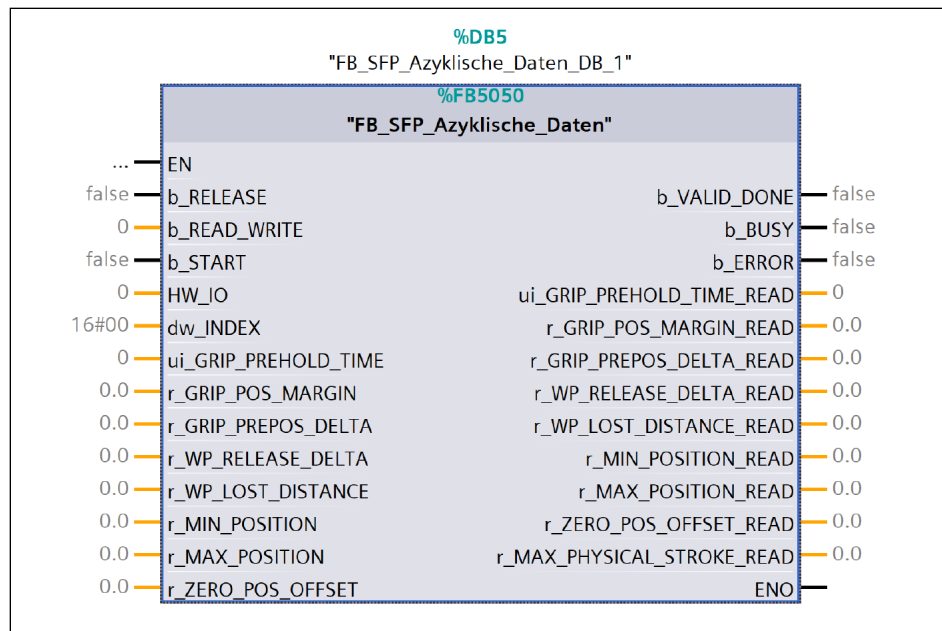 %DB5
"FB_SFP_Azyklische_Daten_DB_1"
%FB5050
"FB_SFP_Azyklische_Daten"
... EN
false b_RELEASE b_VALID_DONE false
0 b_READ_WRITE b_BUSY false
false b_START b_ERROR false
0 HW_IO ui_GRIP_PREHOLD_TIME_READ 0
16#00 dw_INDEX r_GRIP_POS_MARGIN_READ 0.0
0 ui_GRIP_PREHOLD_TIME r_GRIP_PREPOS_DELTA_READ 0.0
0.0 r_GRIP_POS_MARGIN r_WP_RELEASE_DELTA_READ 0.0
0.0 r_GRIP_PREPOS_DELTA r_WP_LOST_DISTANCE_READ 0.0
0.0 r_WP_RELEASE_DELTA r_MIN_POSITION_READ 0.0
0.0 r_WP_LOST_DISTANCE r_MAX_POSITION_READ 0.0
0.0 r_MIN_POSITION r_ZERO_POS_OFFSET_READ 0.0
0.0 r_MAX_POSITION r_MAX_PHYSICAL_STROKE_READ 0.0
0.0 r_ZERO_POS_OFFSET ENO